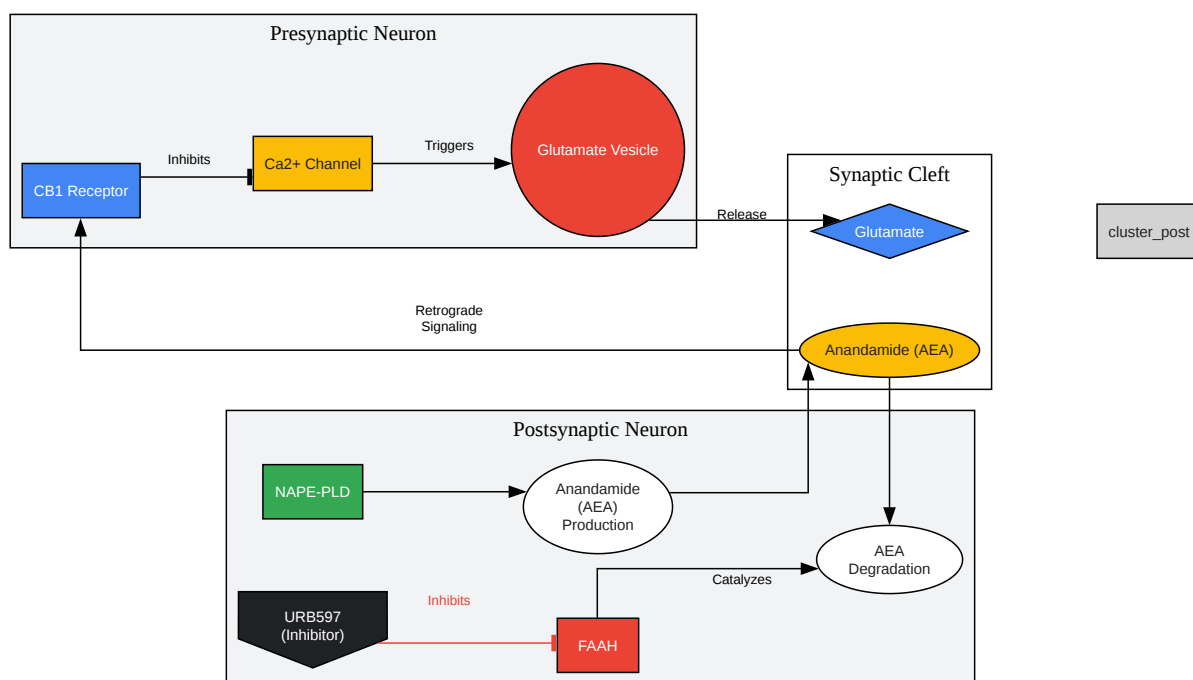 Presynaptic Neuron
CB1 Receptor
Inhibits
Ca2+ Channel
Triggers
Glutamate Vesicle
Release
Synaptic Cleft
Glutamate
cluster_post
Retrograde
Signaling
Anandamide (AEA)
Postsynaptic Neuron
NAPE-PLD
Anandamide
(AEA)
Production
AEA
Degradation
Catalyzes
URB597
(Inhibitor)
Inhibits
FAAH